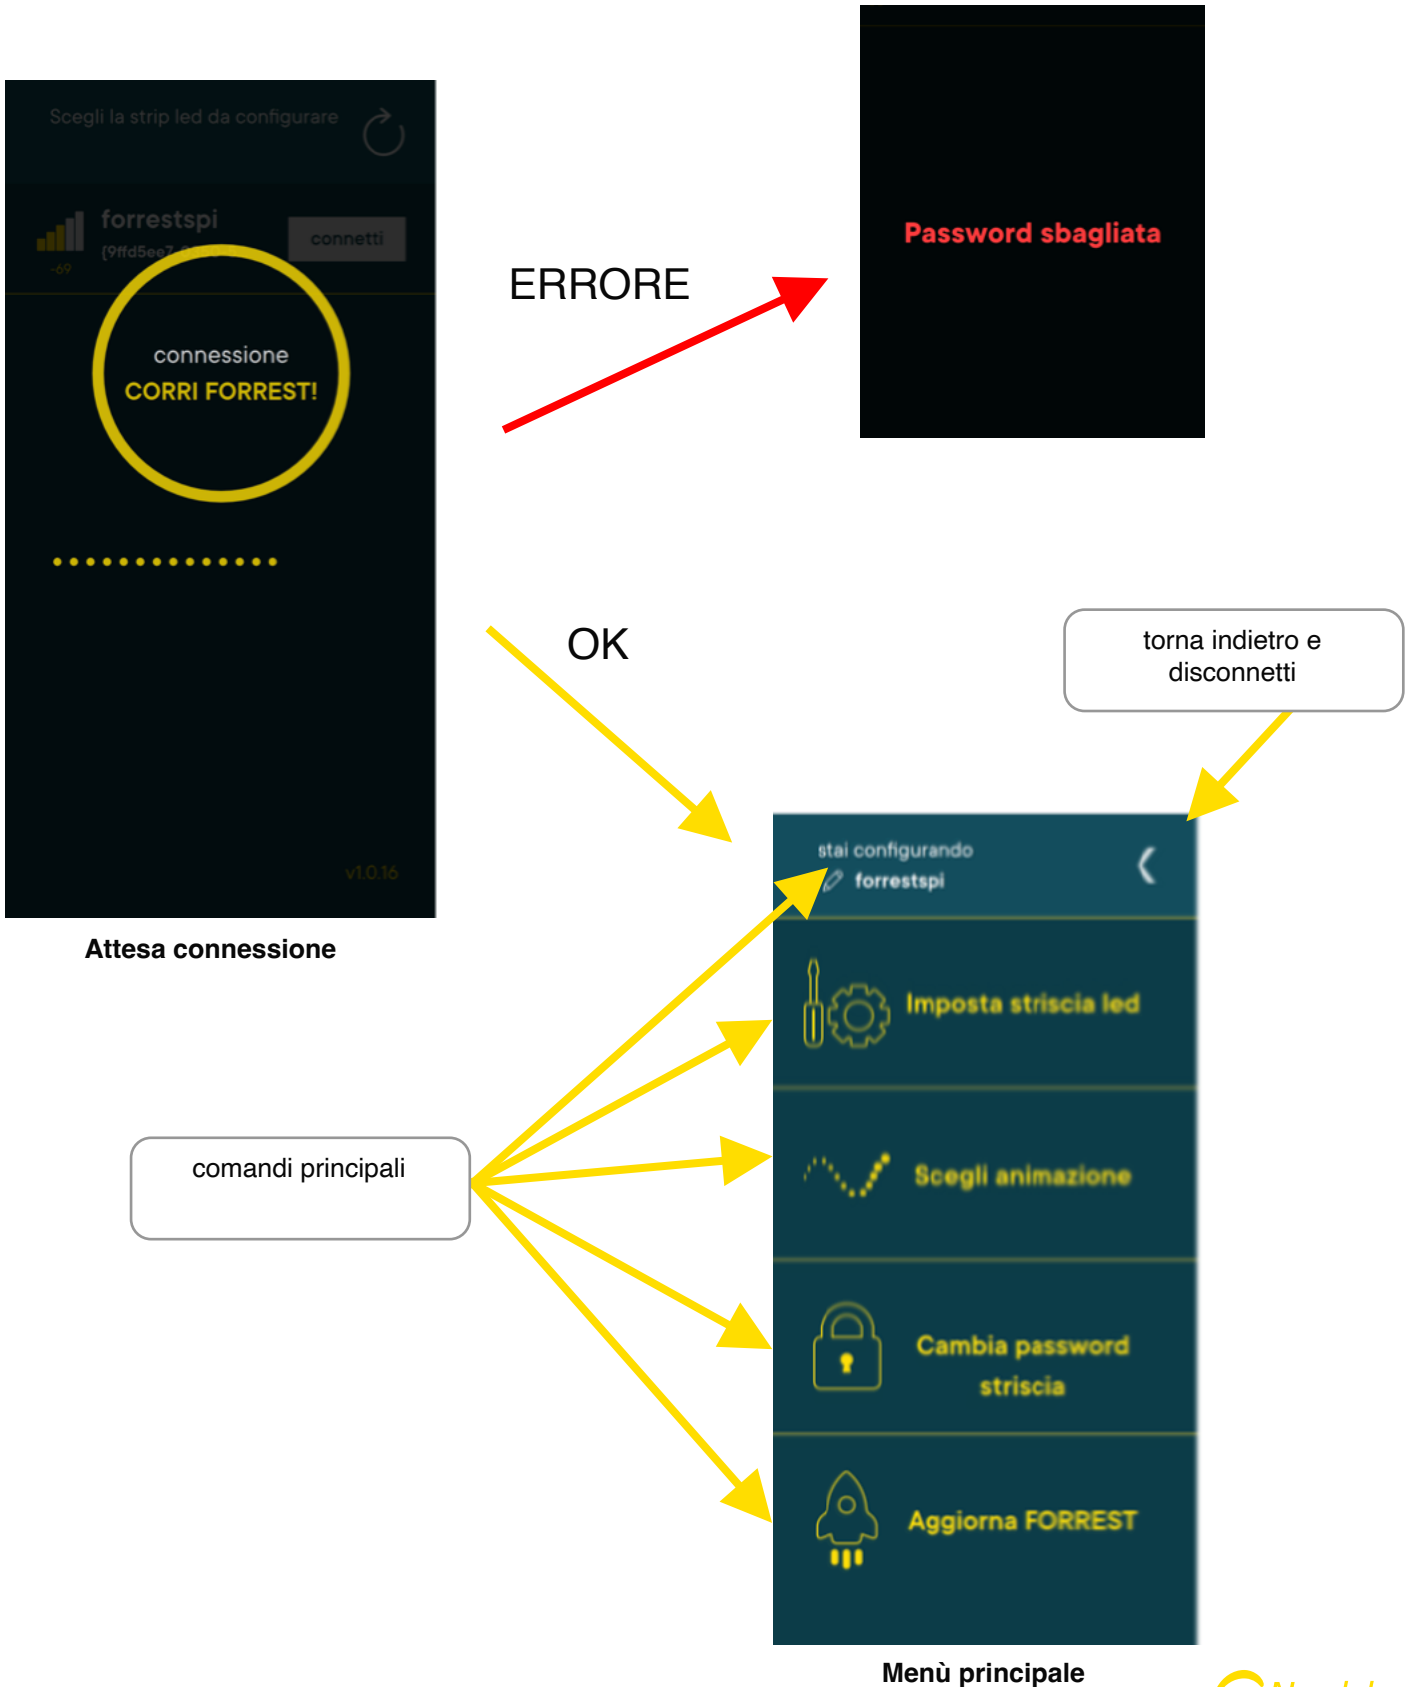 Scegli la strip led da configurare
forrestspi
connetti
-69
connessione
CORRI FORREST!
v1.0.16
Attesa connessione
ERRORE
Password sbagliata
OK
torna indietro e
disconnetti
stai configurando
forrestspi
Imposta striscia led
Scegli animazione
Cambia password
striscia
Aggiorna FORREST
comandi principali
Menù principale